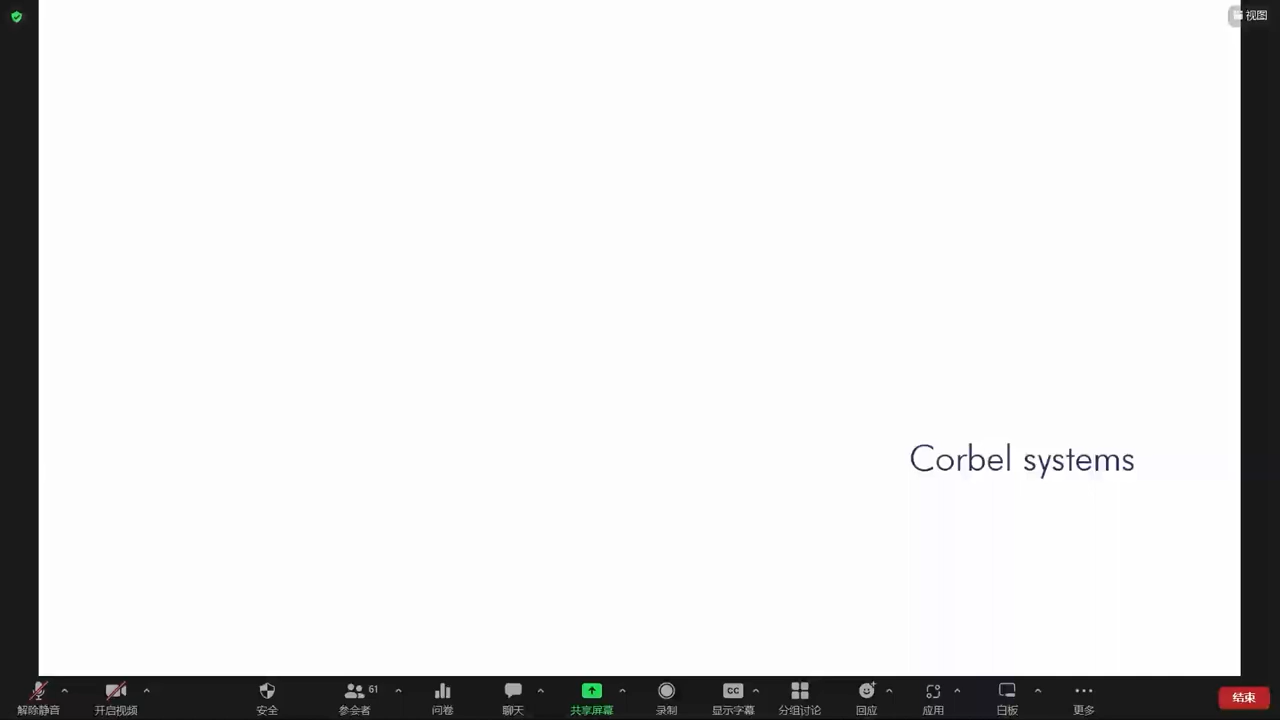 视图
Corbel systems
61
CC
解除静音
开启视频
安全
参会者
问卷
聊天
共享屏幕
录制
显示字幕
分组讨论
回应
应用
白板
更多
结束